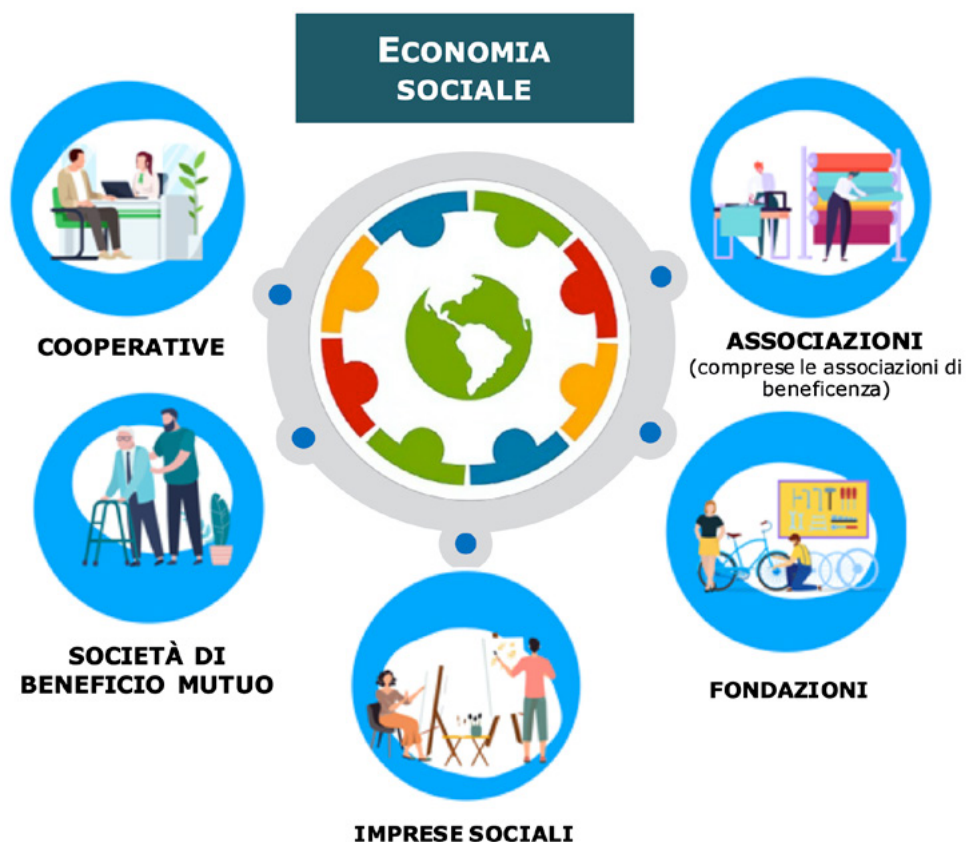 ECONOMIA
SOCIALE
COOPERATIVE
ASSOCIAZIONI
(comprese le associazioni di
beneficenza)
SOCIETÀ DI
BENEFICIO MUTUO
FONDAZIONI
IMPRESE SOCIALI